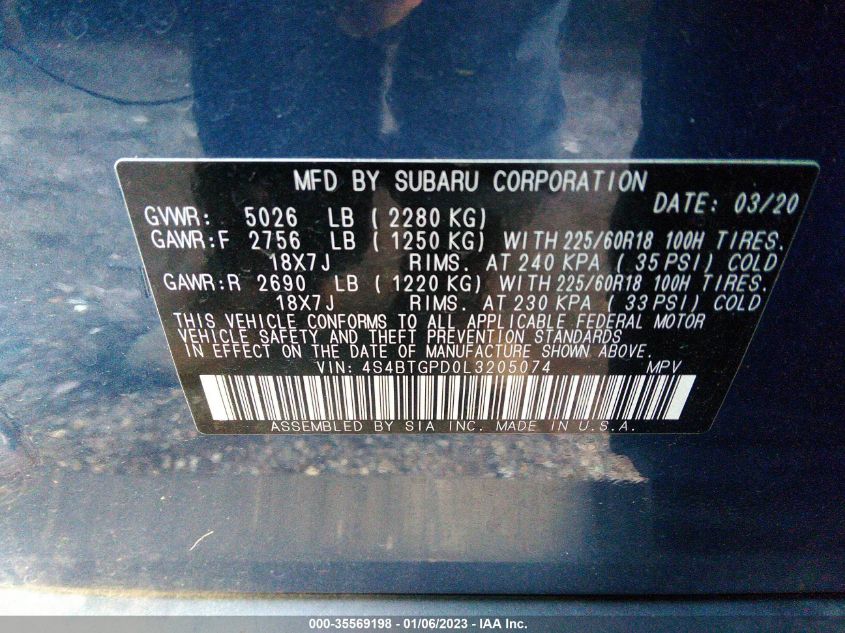 MFD BY SUBARU CORPORATION
DATE: 03/20
GVWR: 5026 LB ( 2280 KG)
GAWR:F 2756 LB ( 1250 KG) WITH 225/60R18 100H TIRES.
18X7J RIMS. AT 240 KPA ( 35 PSI) COLD
GAWR:R 2690 LB ( 1220 KG) WITH 225/60R18 100H TIRES.
18X7J RIMS. AT 230 KPA ( 33 PSI) COLD
THIS VEHICLE CONFORMS TO ALL APPLICABLE FEDERAL MOTOR
VEHICLE SAFETY AND THEFT PREVENTION STANDARDS
IN EFFECT ON THE DATE OF MANUFACTURE SHOWN ABOVE.
VIN: 4S4BTGPD0L3205074 MPV
ASSEMBLED BY SIA INC. MADE IN U.S.A.
000-35569198 - 01/06/2023 - IAA Inc.